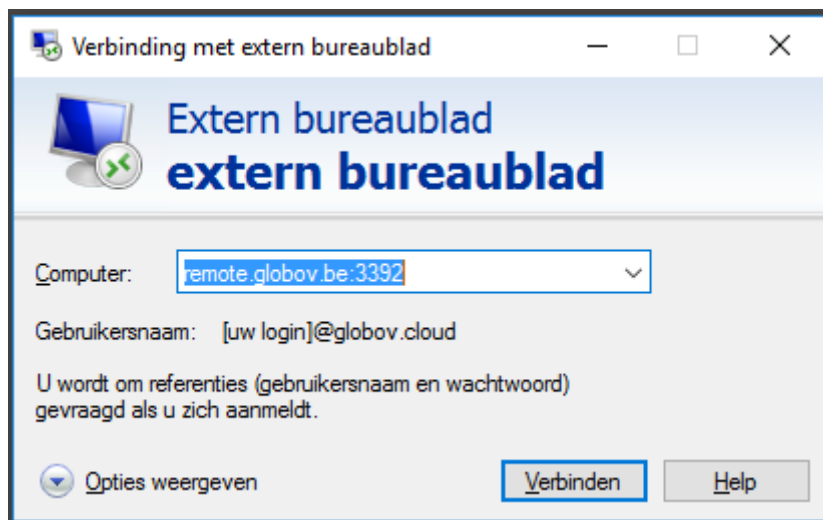 Verbinding met extern bureaublad
Extern bureaublad
extern bureaublad
Computer: remote.globov.be:3392
Gebruikersnaam: [uw login]@globov.cloud
U wordt om referenties (gebruikersnaam en wachtwoord)
gevraagd als u zich aanmeldt.
Opties weergeven Verbinden Help